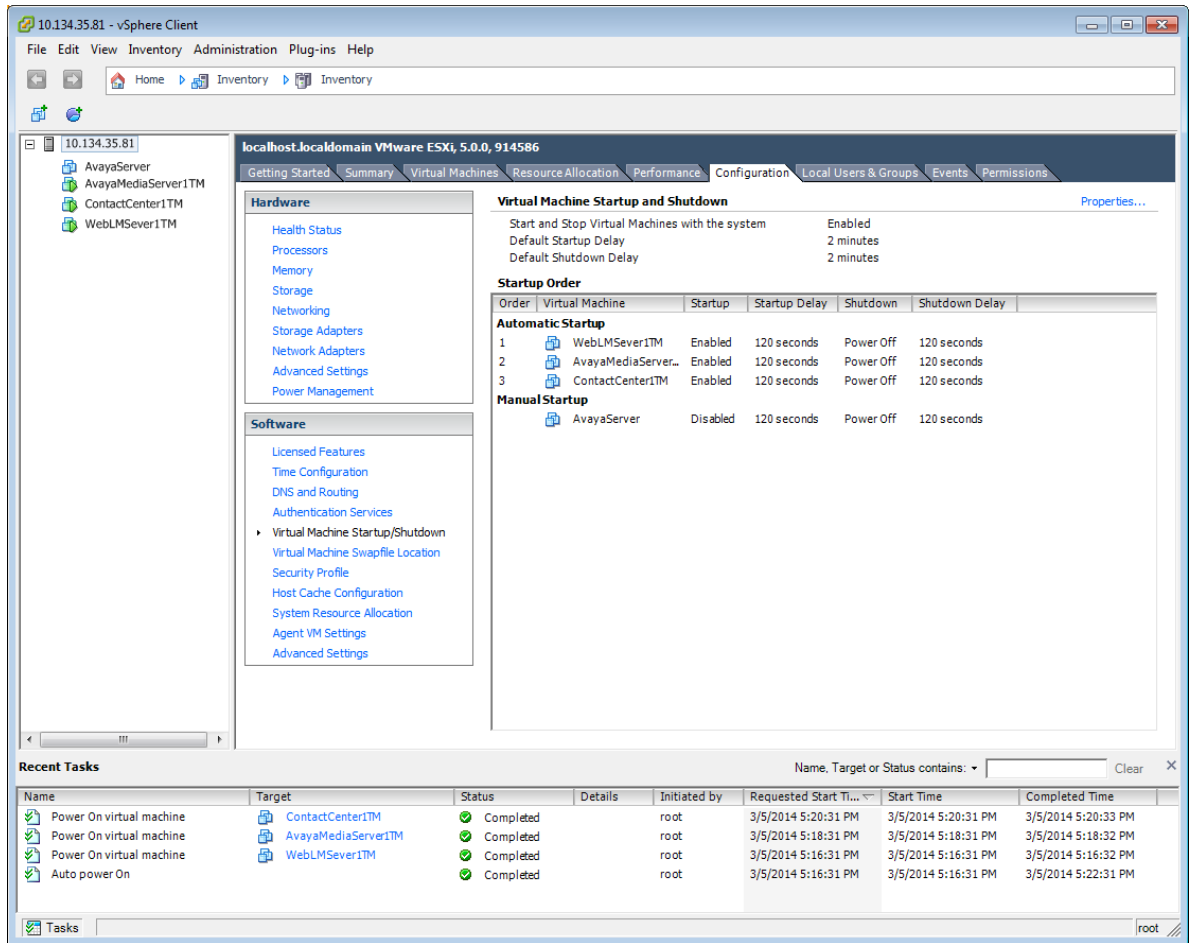 10.134.35.81 - vSphere Client
File Edit View Inventory Administration Plug-ins Help
Home Inventory Inventory
10.134.35.81
AvayaServer
AvayaMediaServer1TM
ContactCenter1TM
WebLMSever1TM
localhost.localdomain VMware ESXi, 5.0.0, 914586
Getting Started Summary Virtual Machines Resource Allocation Performance Configuration Local Users & Groups Events Permissions
Hardware
Health Status
Processors
Memory
Storage
Networking
Storage Adapters
Network Adapters
Advanced Settings
Power Management
Software
Licensed Features
Time Configuration
DNS and Routing
Authentication Services
Virtual Machine Startup/Shutdown
Virtual Machine Swapfile Location
Security Profile
Host Cache Configuration
System Resource Allocation
Agent VM Settings
Advanced Settings
Virtual Machine Startup and Shutdown Properties...
Start and Stop Virtual Machines with the system Enabled
Default Startup Delay 2 minutes
Default Shutdown Delay 2 minutes
Startup Order
Order Virtual Machine Startup Startup Delay Shutdown Shutdown Delay
Automatic Startup
1 WebLMSever1TM Enabled 120 seconds Power Off 120 seconds
2 AvayaMediaServer... Enabled 120 seconds Power Off 120 seconds
3 ContactCenter1TM Enabled 120 seconds Power Off 120 seconds
Manual Startup
AvayaServer Disabled 120 seconds Power Off 120 seconds
Recent Tasks Name, Target or Status contains: Clear
Name Target Status Details Initiated by Requested Start Ti... Start Time Completed Time
Power On virtual machine ContactCenter1TM Completed root 3/5/2014 5:20:31 PM 3/5/2014 5:20:31 PM 3/5/2014 5:20:33 PM
Power On virtual machine AvayaMediaServer1TM Completed root 3/5/2014 5:18:31 PM 3/5/2014 5:18:31 PM 3/5/2014 5:18:32 PM
Power On virtual machine WebLMSever1TM Completed root 3/5/2014 5:16:31 PM 3/5/2014 5:16:31 PM 3/5/2014 5:16:32 PM
Auto power On Completed root 3/5/2014 5:16:31 PM 3/5/2014 5:16:31 PM 3/5/2014 5:22:31 PM
Tasks root